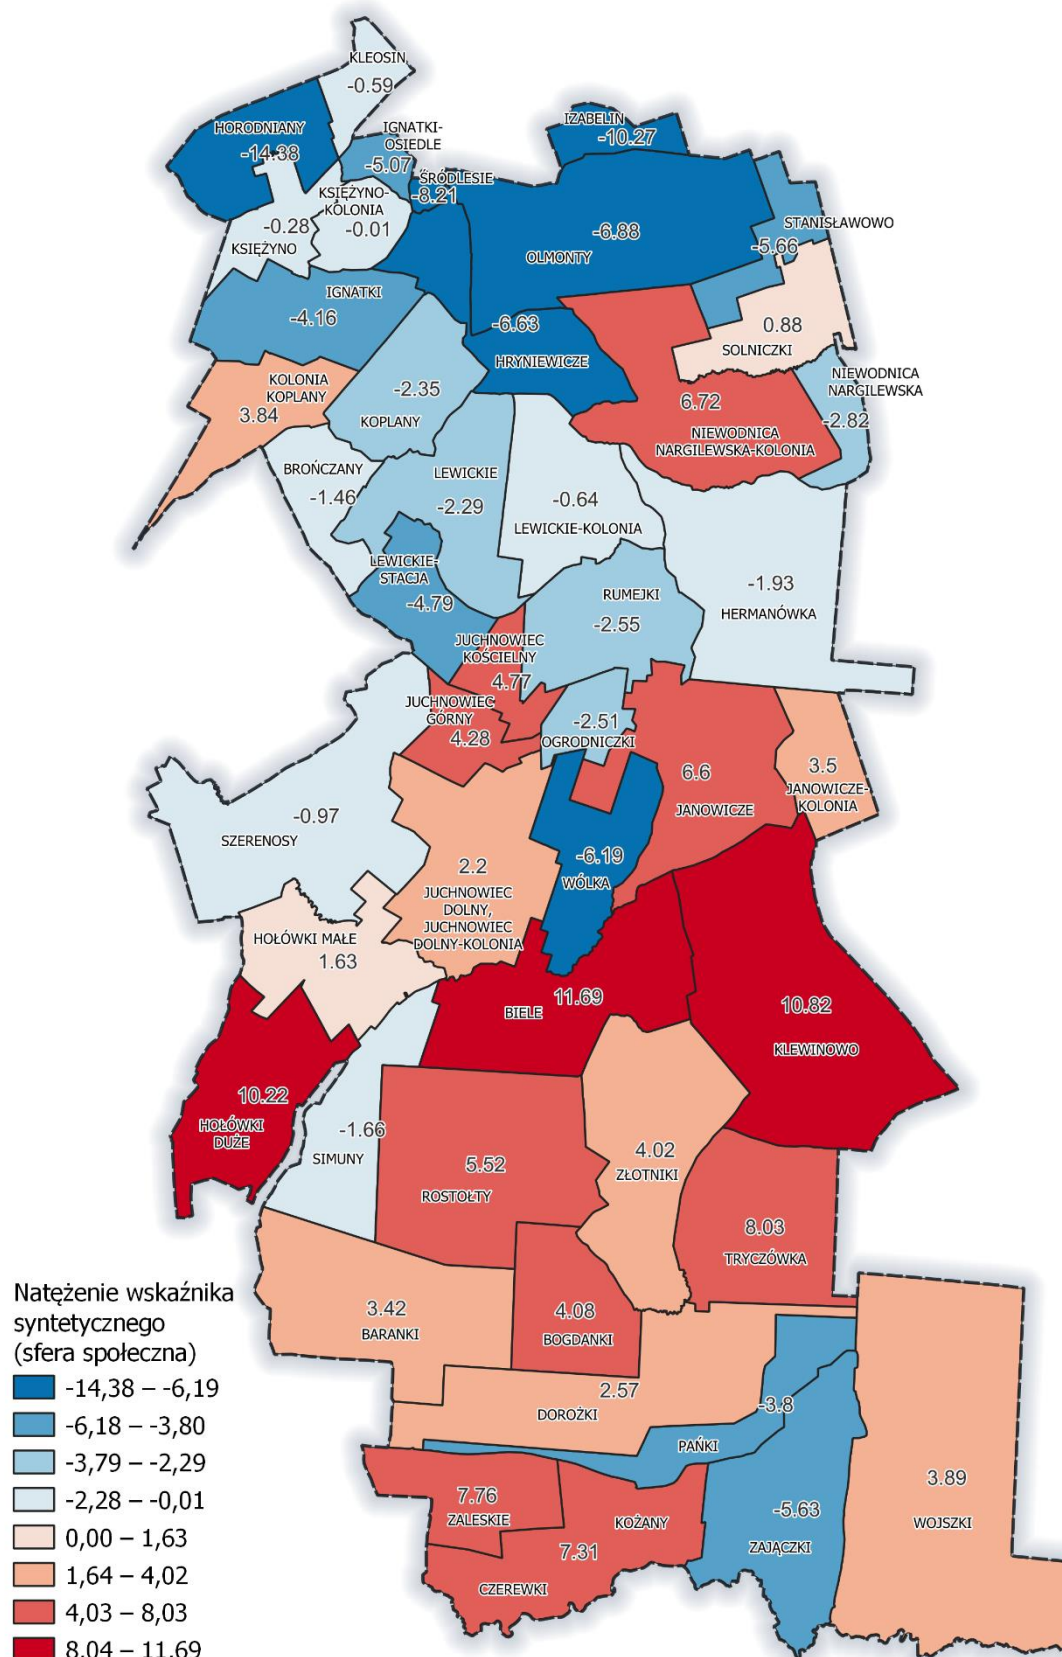 KLEOSIN
-0.59
HORODNIANY
-14.38
IGNATKI-
OSIEDLE
-5.07
IZABELIN
-10.27
ŚRÓDLESIE
-8.21
KSIĘŻYNO-
KOLONIA
-0.01
-0.28
KSIĘŻYNO
-6.88
OLMONTY
STANISŁAWOWO
-5.66
IGNATKI
-4.16
-6.63
HRYNIEWICZE
0.88
SOLNICZKI
KOLONIA
KOPLANY
3.84
-2.35
KOPLANY
NIEWODNICA
NARGILEWSKA
-2.82
6.72
NIEWODNICA
NARGILEWSKA-KOLONIA
BROŃCZANY
-1.46
LEWICKIE
-2.29
-0.64
LEWICKIE-KOLONIA
LEWICKIE-
STACJA
-4.79
RUMEJKI
-2.55
-1.93
HERMANÓWKA
JUCHNOWIEC
KOŚCIELNY
4.77
JUCHNOWIEC
GÓRNY
4.28
-2.51
OGRODNICZKI
6.6
JANOWICZE
3.5
JANOWICZE-
KOLONIA
-0.97
SZERENOSY
2.2
JUCHNOWIEC
DOLNY,
JUCHNOWIEC
DOLNY-KOLONIA
-6.19
WÓLKA
HOŁÓWKI MAŁE
1.63
11.69
BIELE
10.82
KLEWINOWO
10.22
HOŁÓWKI
DUŻE
-1.66
SIMUNY
5.52
ROSTOŁTY
4.02
ZŁOTNIKI
8.03
TRYCZÓWKA
3.42
BARANKI
4.08
BOGDANKI
2.57
DOROŻKI
-3.8
PAŃKI
7.76
ZALESKIE
KOŻANY
7.31
CZEREWKI
-5.63
ZAJĄCZKI
3.89
WOJSZKI
Natężenie wskaźnika
syntetycznego
(sfera społeczna)
-14,38 – -6,19
-6,18 – -3,80
-3,79 – -2,29
-2,28 – -0,01
0,00 – 1,63
1,64 – 4,02
4,03 – 8,03
8,04 – 11,69